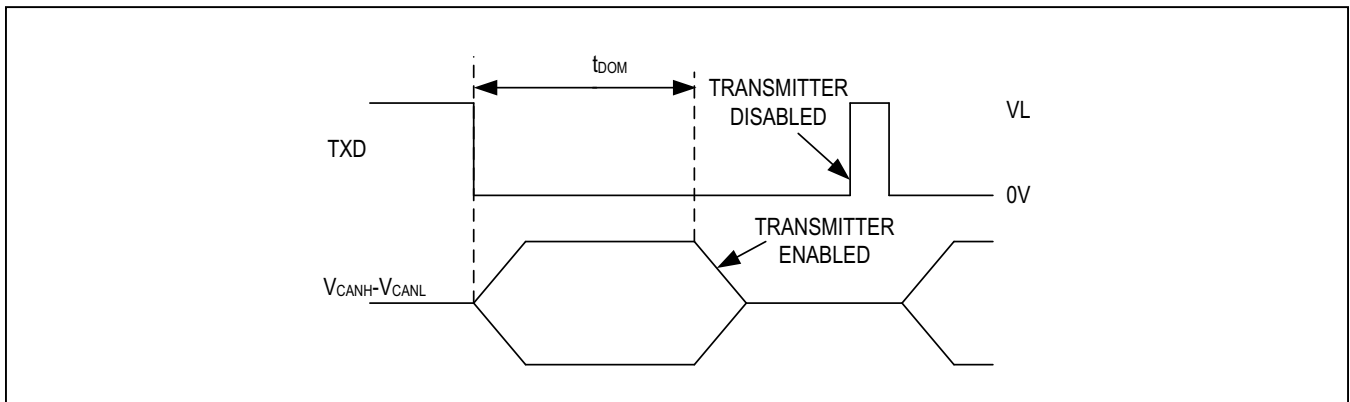 tDOM
TRANSMITTER
DISABLED
VL
TXD
0V
TRANSMITTER
ENABLED
VCANH-VCANL